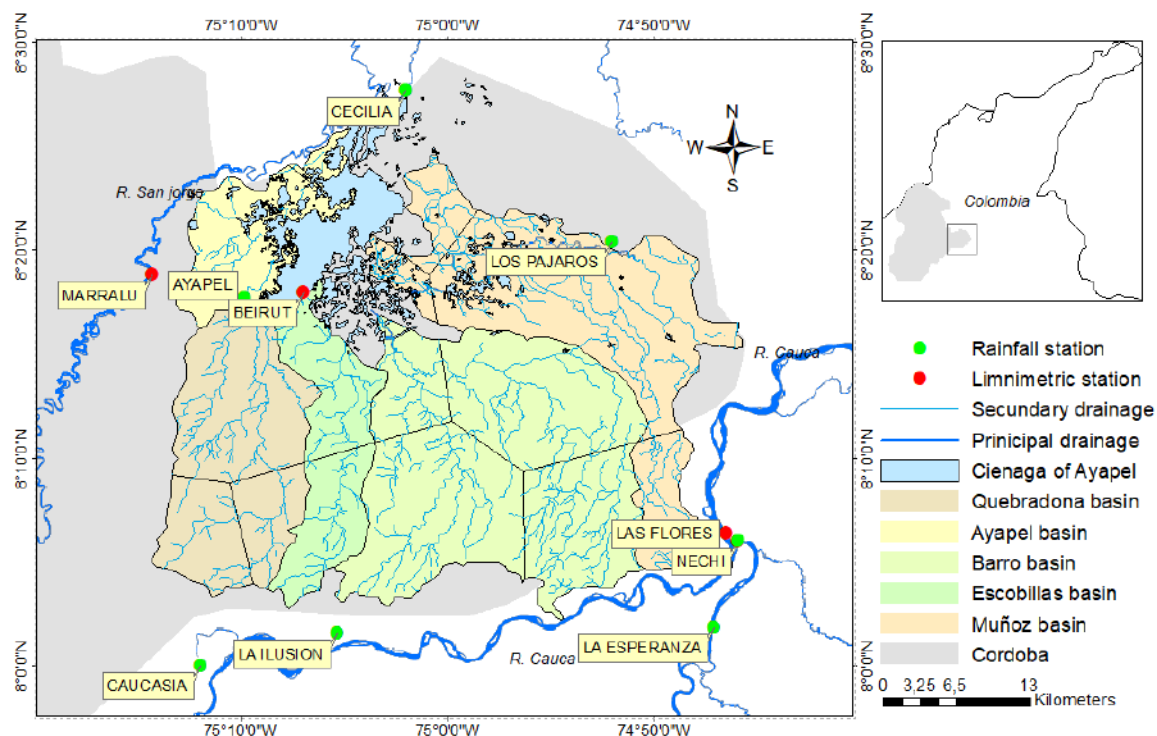 75°10'0"W 75°0'0"W 74°50'0"W
8°30'0"N
8°30'0"N
CECILIA
N
W E
S
R. San jorge
Colombia
8°20'0"N
8°20'0"N
LOS PAJAROS
MARRALU
AYAPEL
BEIRUT
R. Cauca
Rainfall station
Limnimetric station
Secundary drainage
Prinicipal drainage
Cienaga of Ayapel
Quebradona basin
Ayapel basin
Barro basin
Escobillas basin
Muñoz basin
Cordoba
8°10'0"N
8°10'0"N
LAS FLORES
NECHI
LA ILUSION
R. Cauca
LA ESPERANZA
CAUCASIA
8°0'0"N
8°0'0"N
0 3,25 6,5 13
Kilometers
75°10'0"W 75°0'0"W 74°50'0"W